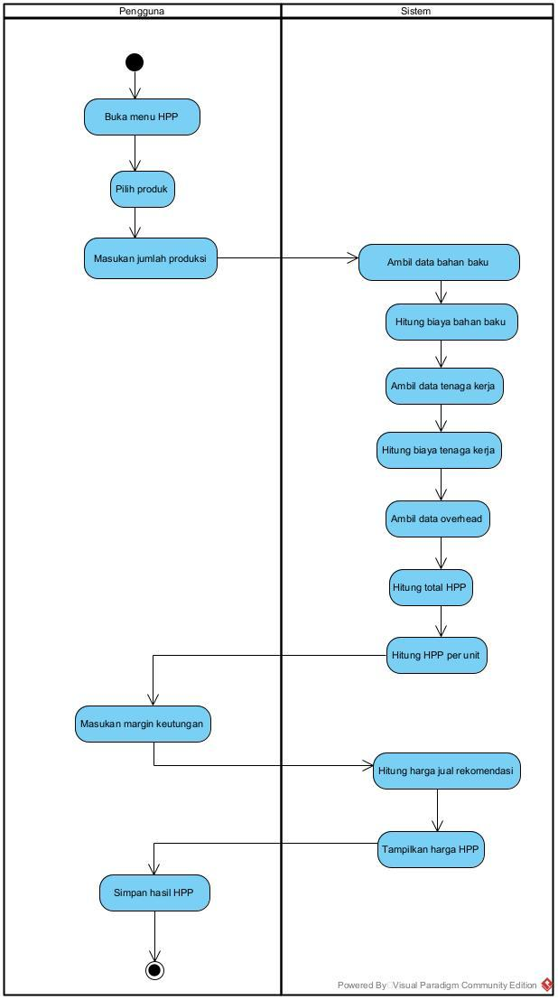 Pengguna
Sistem
Buka menu HPP
Pilih produk
Masukan jumlah produksi
Ambil data bahan baku
Hitung biaya bahan baku
Ambil data tenaga kerja
Hitung biaya tenaga kerja
Ambil data overhead
Hitung total HPP
Hitung HPP per unit
Masukan margin keutungan
Hitung harga jual rekomendasi
Tampilkan harga HPP
Simpan hasil HPP
Powered By Visual Paradigm Community Edition